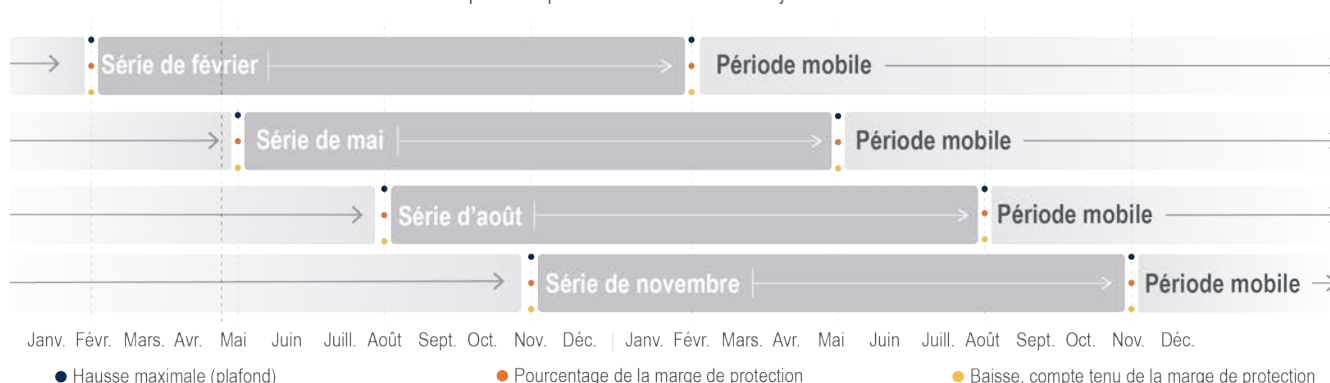 Série de février
Période mobile
Série de mai
Période mobile
Série d'août
Période mobile
Série de novembre
Période mobile
Janv. Févr. Mars. Avr. Mai Juin Juill. Août Sept. Oct. Nov. Déc. Janv. Févr. Mars. Avr. Mai Juin Juill. Août Sept. Oct. Nov. Déc.
Hausse maximale (plafond) Pourcentage de la marge de protection Baisse, compte tenu de la marge de protection